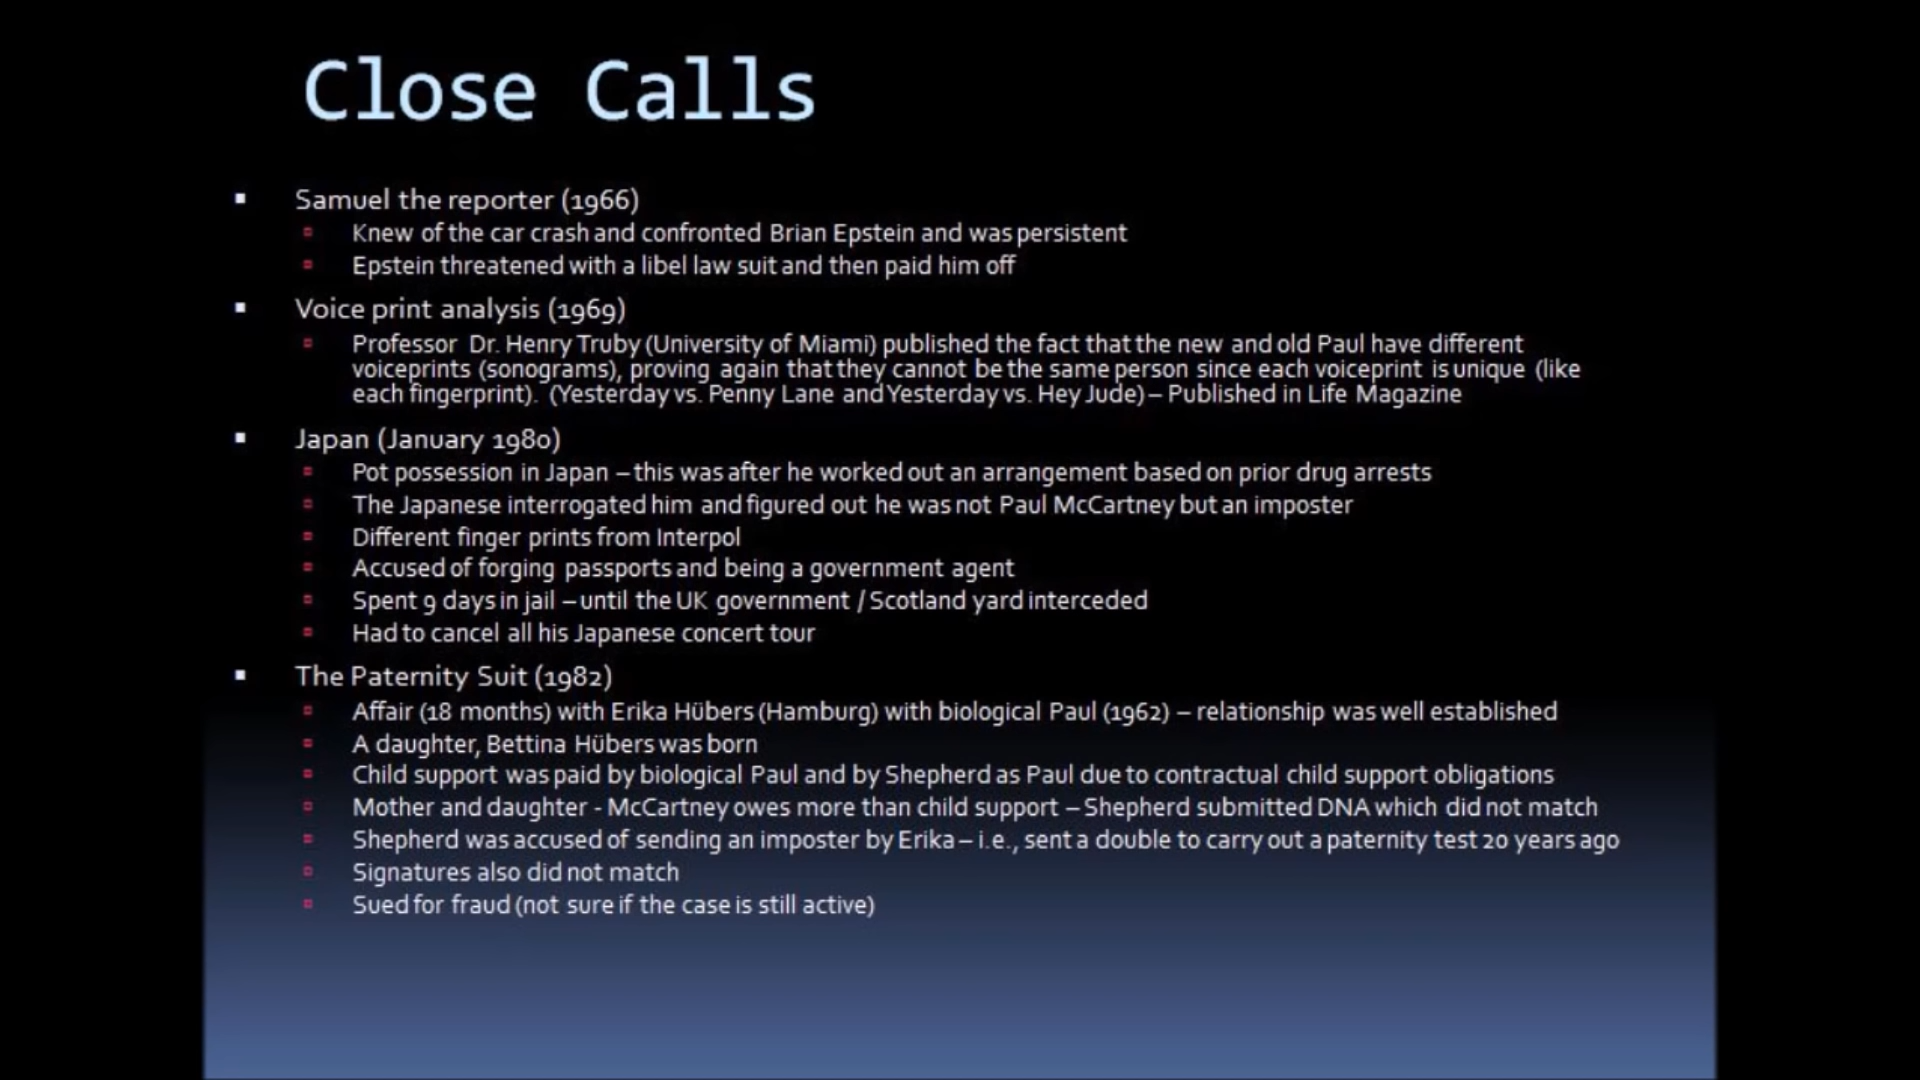 Close Calls
Samuel the reporter (1966)
Knew of the car crash and confronted Brian Epstein and was persistent
Epstein threatened with a libel law suit and then paid him off
Voice print analysis (1969)
Professor Dr. Henry Truby (University of Miami) published the fact that the new and old Paul have different
voiceprints (sonograms), proving again that they cannot be the same person since each voiceprint is unique (like
each fingerprint). (Yesterday vs. Penny Lane and Yesterday vs. Hey Jude) – Published in Life Magazine
Japan (January 1980)
Pot possession in Japan – this was after he worked out an arrangement based on prior drug arrests
The Japanese interrogated him and figured out he was not Paul McCartney but an imposter
Different finger prints from Interpol
Accused of forging passports and being a government agent
Spent 9 days in jail – until the UK government / Scotland yard interceded
Had to cancel all his Japanese concert tour
The Paternity Suit (1982)
Affair (18 months) with Erika Hübers (Hamburg) with biological Paul (1962) – relationship was well established
A daughter, Bettina Hübers was born
Child support was paid by biological Paul and by Shepherd as Paul due to contractual child support obligations
Mother and daughter - McCartney owes more than child support – Shepherd submitted DNA which did not match
Shepherd was accused of sending an imposter by Erika – i.e., sent a double to carry out a paternity test 20 years ago
Signatures also did not match
Sued for fraud (not sure if the case is still active)